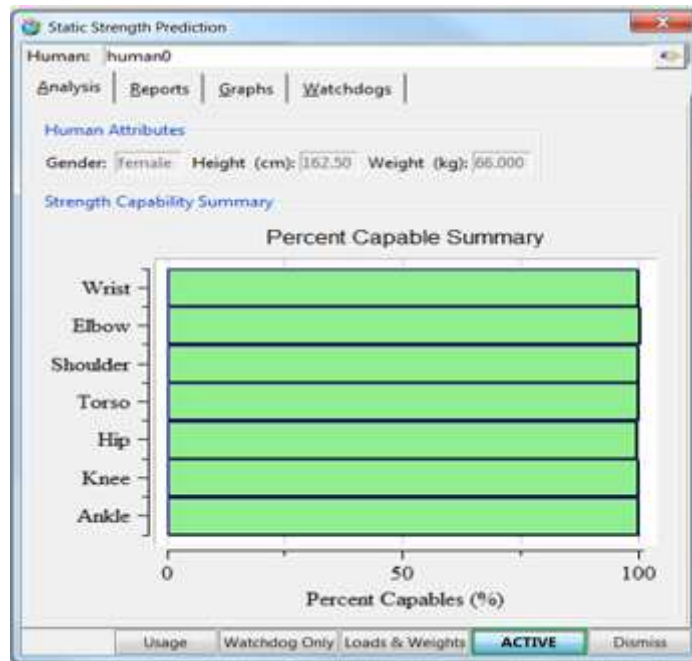 Static Strength Prediction
Human: human0
Analysis Reports Graphs Watchdogs
Human Attributes
Gender: female Height (cm): 162.50 Weight (kg): 66.000
Strength Capability Summary
Percent Capable Summary
Wrist
Elbow
Shoulder
Torso
Hip
Knee
Ankle
0 50 100
Percent Capables (%)
Usage Watchdog Only Loads & Weights ACTIVE Dismiss